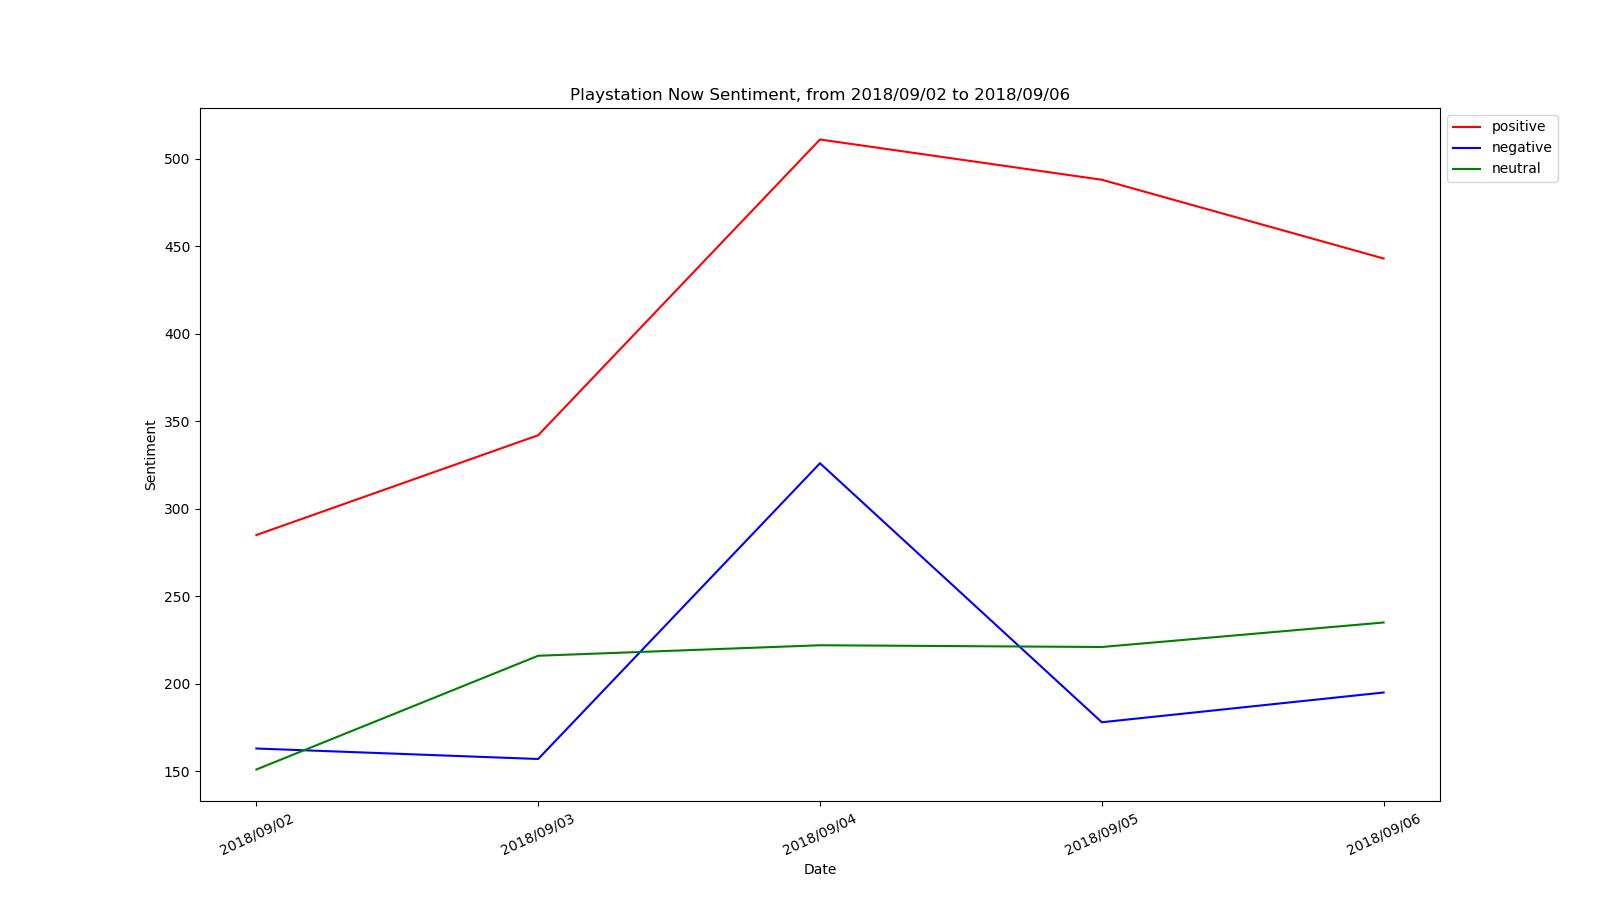 Playstation Now Sentiment, from 2018/09/02 to 2018/09/06
positive
negative
neutral
500
450
400
350
300
250
200
150
Sentiment
2018/09/02
2018/09/03
2018/09/04
2018/09/05
2018/09/06
Date